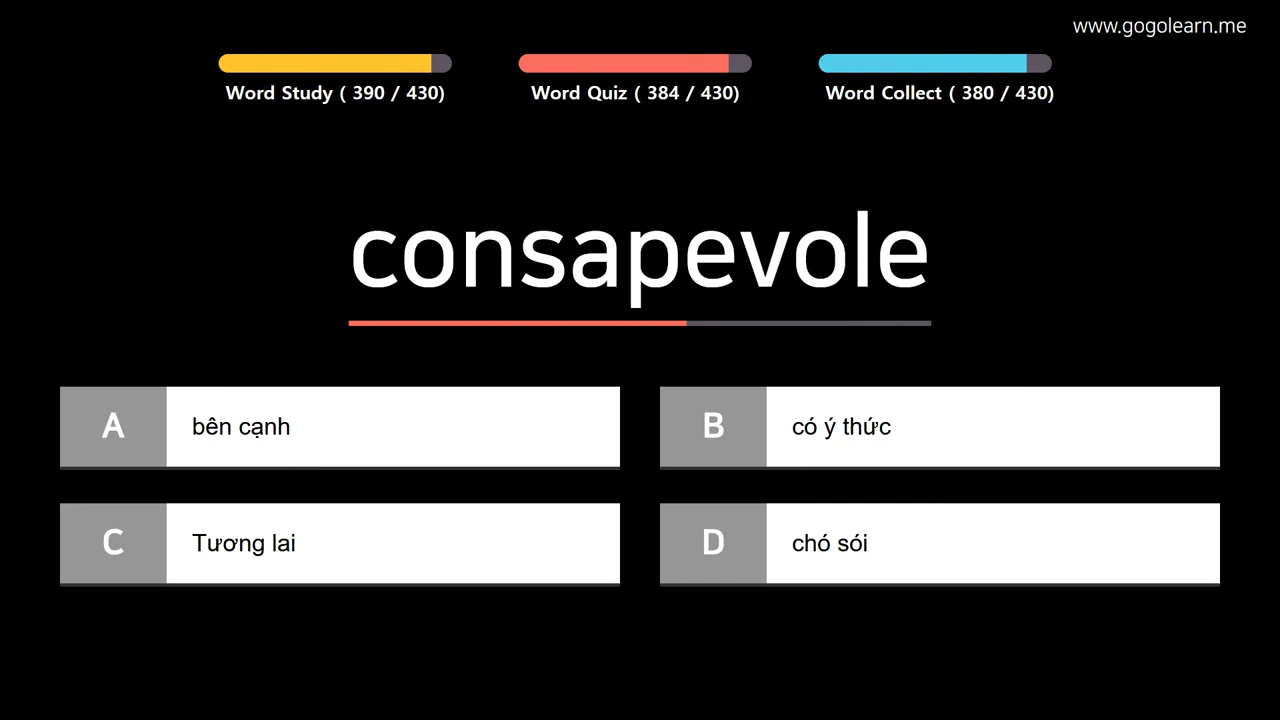 www.gogolearn.me
Word Study ( 390 / 430)
Word Quiz ( 384 / 430)
Word Collect ( 380 / 430)
consapevole
A
bên cạnh
B
có ý thức
C
Tương lai
D
chó sói